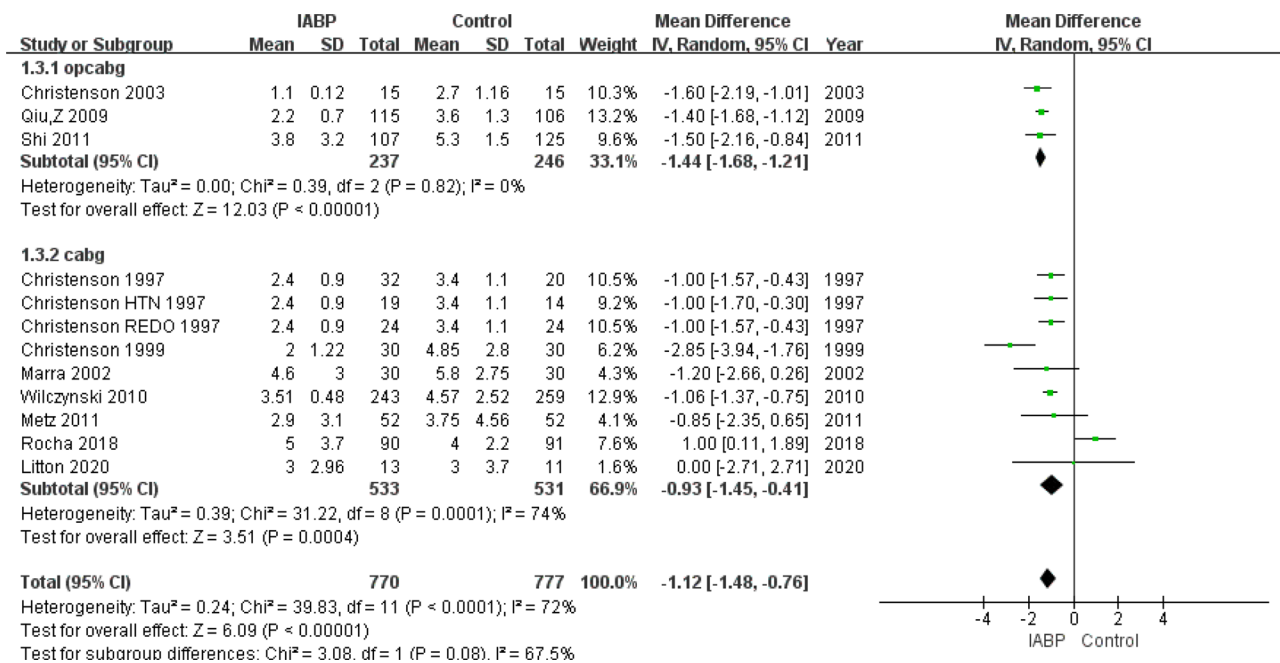 IABP Control Mean Difference Mean Difference
Study or Subgroup Mean SD Total Mean SD Total Weight IV, Random, 95% CI Year IV, Random, 95% CI
1.3.1 opcabg
Christenson 2003 1.1 0.12 15 2.7 1.16 15 10.3% -1.60 [-2.19, -1.01] 2003
Qiu,Z 2009 2.2 0.7 115 3.6 1.3 106 13.2% -1.40 [-1.68, -1.12] 2009
Shi 2011 3.8 3.2 107 5.3 1.5 125 9.6% -1.50 [-2.16, -0.84] 2011
Subtotal (95% CI) 237 246 33.1% -1.44 [-1.68, -1.21]
Heterogeneity: Tau² = 0.00; Chi² = 0.39, df = 2 (P = 0.82); I² = 0%
Test for overall effect: Z = 12.03 (P < 0.00001)
1.3.2 cabg
Christenson 1997 2.4 0.9 32 3.4 1.1 20 10.5% -1.00 [-1.57, -0.43] 1997
Christenson HTN 1997 2.4 0.9 19 3.4 1.1 14 9.2% -1.00 [-1.70, -0.30] 1997
Christenson REDO 1997 2.4 0.9 24 3.4 1.1 24 10.5% -1.00 [-1.57, -0.43] 1997
Christenson 1999 2 1.22 30 4.85 2.8 30 6.2% -2.85 [-3.94, -1.76] 1999
Marra 2002 4.6 3 30 5.8 2.75 30 4.3% -1.20 [-2.66, 0.26] 2002
Wilczynski 2010 3.51 0.48 243 4.57 2.52 259 12.9% -1.06 [-1.37, -0.75] 2010
Metz 2011 2.9 3.1 52 3.75 4.56 52 4.1% -0.85 [-2.35, 0.65] 2011
Rocha 2018 5 3.7 90 4 2.2 91 7.6% 1.00 [0.11, 1.89] 2018
Litton 2020 3 2.96 13 3 3.7 11 1.6% 0.00 [-2.71, 2.71] 2020
Subtotal (95% CI) 533 531 66.9% -0.93 [-1.45, -0.41]
Heterogeneity: Tau² = 0.39; Chi² = 31.22, df = 8 (P = 0.0001); I² = 74%
Test for overall effect: Z = 3.51 (P = 0.0004)
Total (95% CI) 770 777 100.0% -1.12 [-1.48, -0.76]
Heterogeneity: Tau² = 0.24; Chi² = 39.83, df = 11 (P < 0.0001); I² = 72%
Test for overall effect: Z = 6.09 (P < 0.00001)
Test for subgroup differences: Chi² = 3.08, df = 1 (P = 0.08), I² = 67.5%
-4 -2 0 2 4
IABP Control